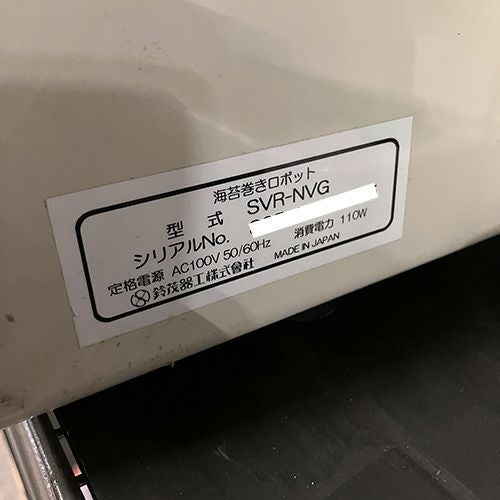 海苔巻きロボット
型 式 SVR-NVG
シリアルNo.
定格電源 AC100V 50/60Hz 消費電力 110W
鈴茂器工株式會社 MADE IN JAPAN